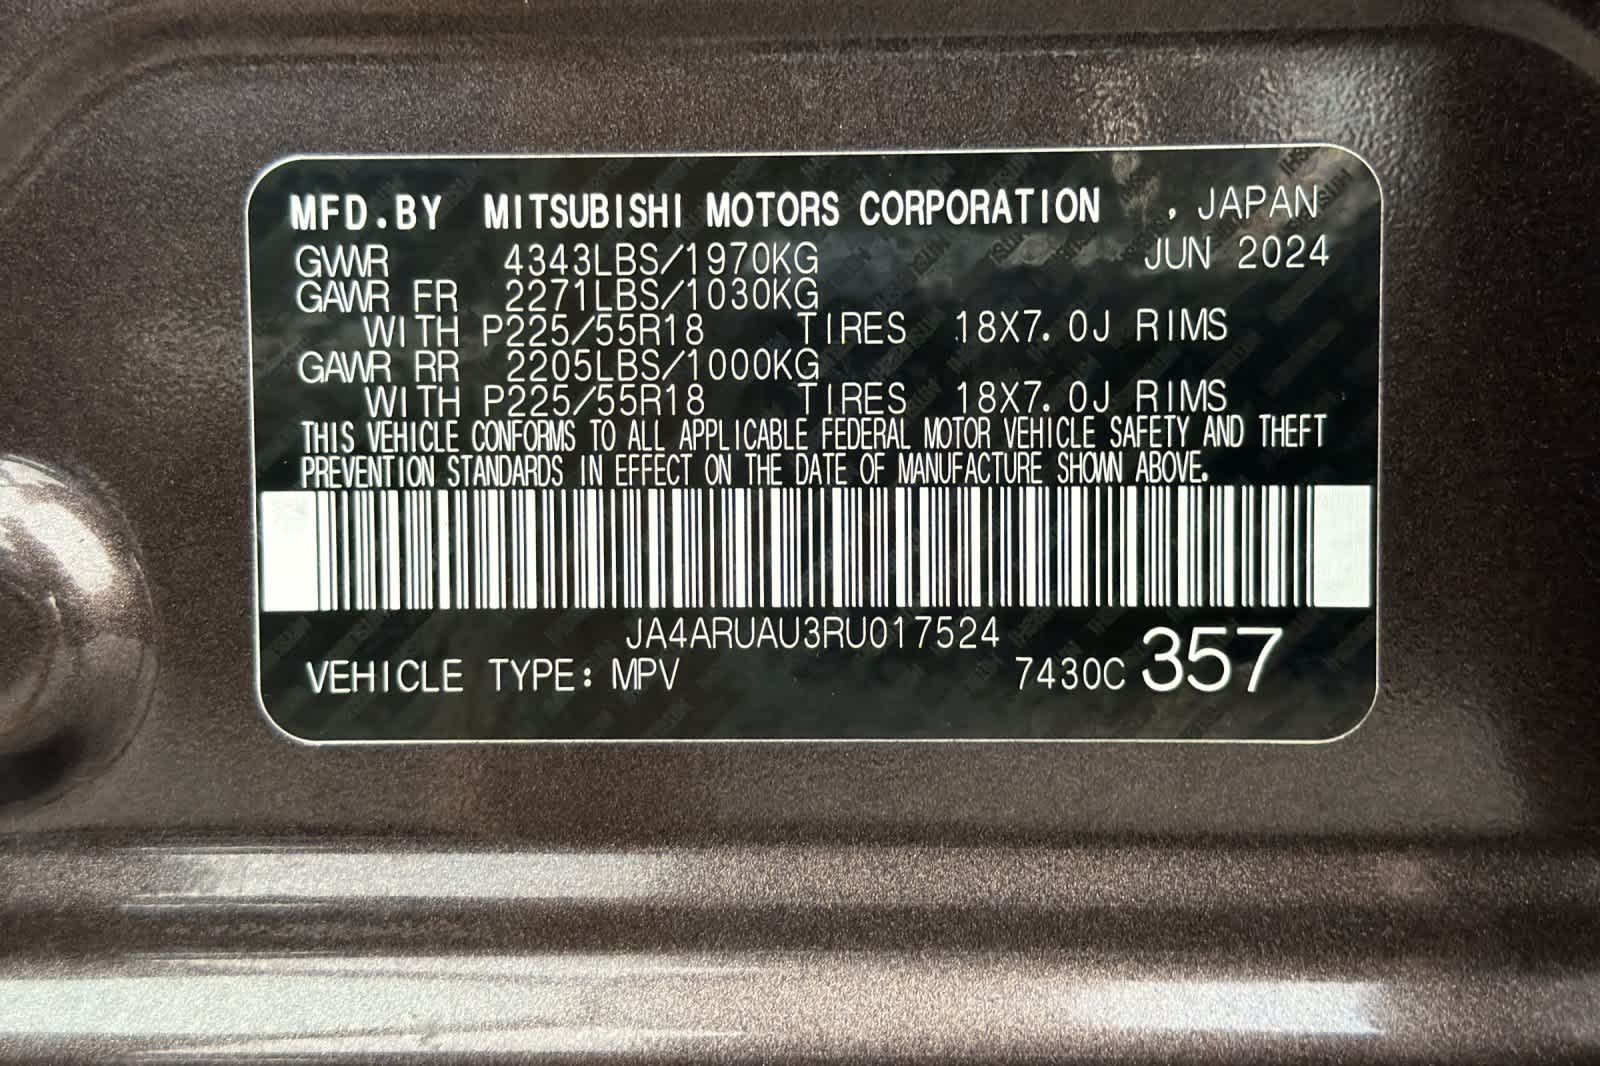 MFD.BY MITSUBISHI MOTORS CORPORATION , JAPAN
GVWR 4343LBS/1970KG JUN 2024
GAWR FR 2271LBS/1030KG
WITH P225/55R18 TIRES 18X7.0J RIMS
GAWR RR 2205LBS/1000KG
WITH P225/55R18 TIRES 18X7.0J RIMS
THIS VEHICLE CONFORMS TO ALL APPLICABLE FEDERAL MOTOR VEHICLE SAFETY AND THEFT
PREVENTION STANDARDS IN EFFECT ON THE DATE OF MANUFACTURE SHOWN ABOVE.
JA4ARUAU3RU017524
VEHICLE TYPE: MPV 7430C 357